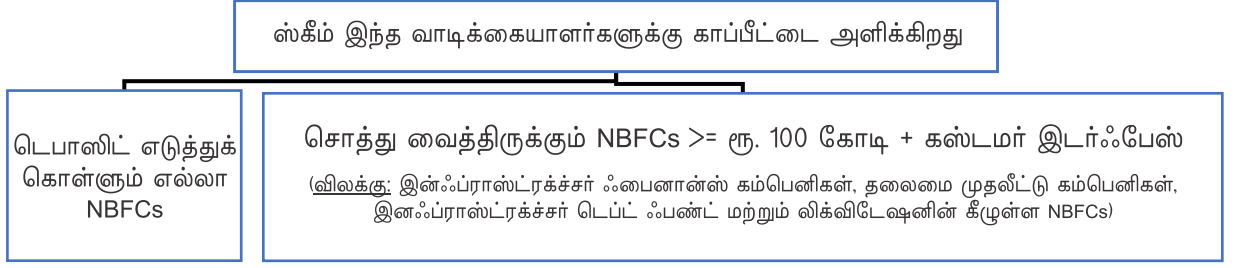 ஸ்கீம் இந்த வாடிக்கையாளர்களுக்கு காப்பீட்டை அளிக்கிறது
டெபாஸிட் எடுத்துக்
கொள்ளும் எல்லா
NBFCs
சொத்து வைத்திருக்கும் NBFCs >= ரூ. 100 கோடி + கஸ்டமர் இடர்ஃபேஸ்
(விலக்கு: இன்ஃப்ராஸ்ட்ரக்ச்சர் ஃபைனான்ஸ் கம்பெனிகள், தலைமை முதலீட்டு கம்பெனிகள்,
இனஃப்ராஸ்ட்ரக்ச்சர் டெப்ட் ஃபண்ட் மற்றும் லிக்விடேஷனின் கீழுள்ள NBFCs)